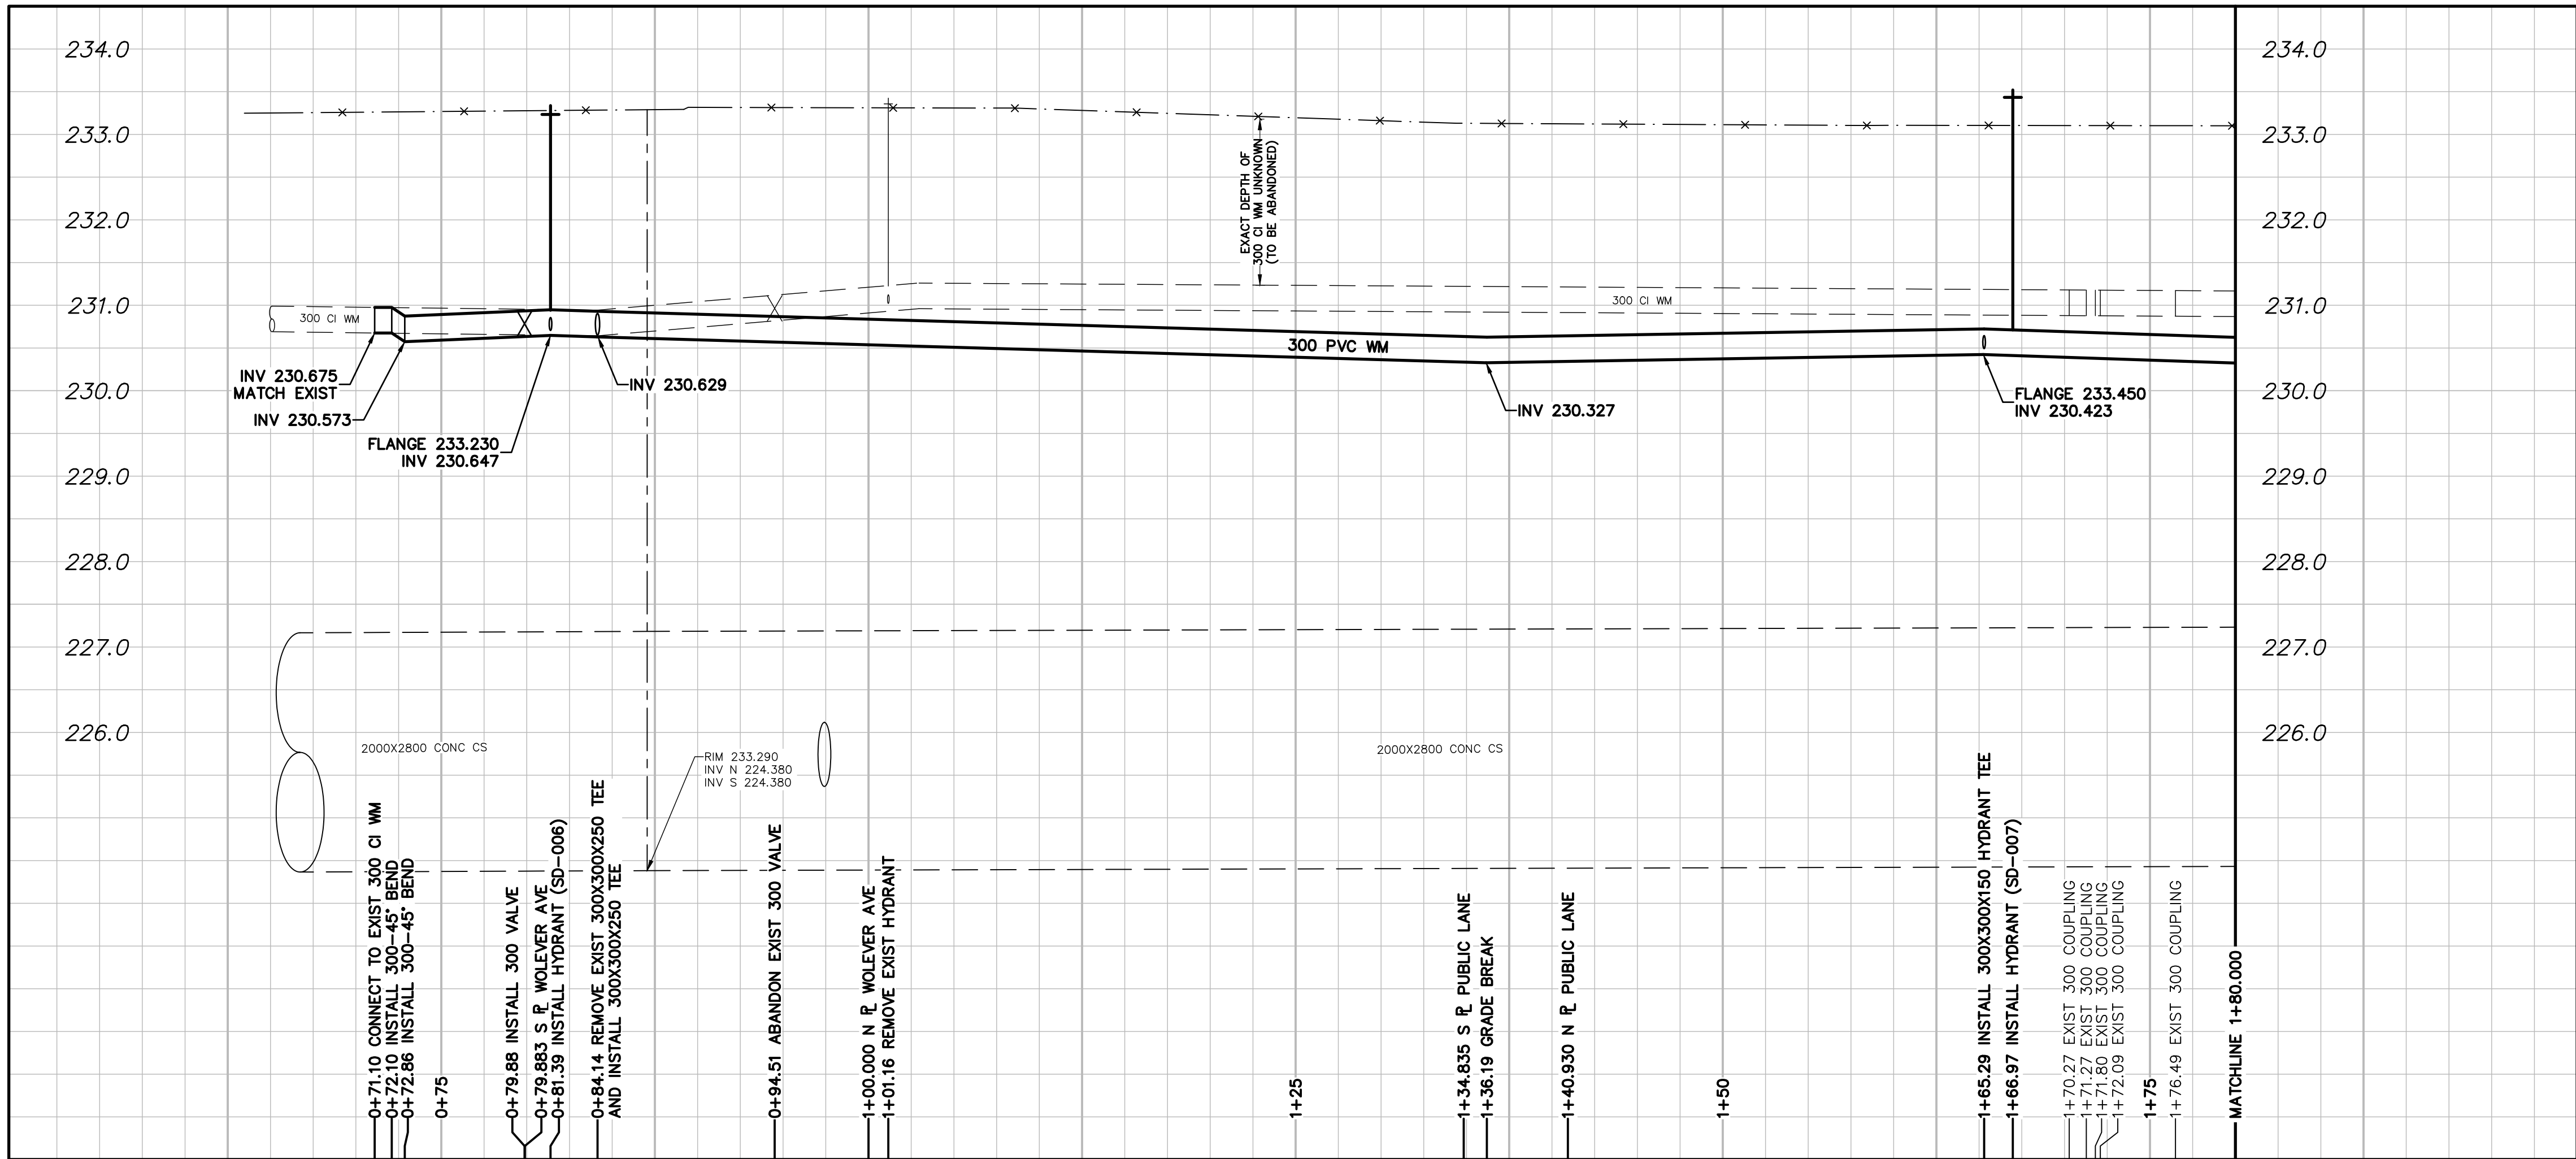 234.0
233.0
232.0
231.0
230.0
229.0
228.0
227.0
226.0
234.0
233.0
232.0
231.0
230.0
229.0
228.0
227.0
226.0
EXACT DEPTH OF
300 CI WM UNKNOWN
(TO BE ABANDONED)
300 CI WM
300 CI WM
300 PVC WM
INV 230.675
MATCH EXIST
INV 230.573
FLANGE 233.230
INV 230.647
INV 230.629
INV 230.327
FLANGE 233.450
INV 230.423
2000X2800 CONC CS
RIM 233.290
INV N 224.380
INV S 224.380
2000X2800 CONC CS
0+71.10 CONNECT TO EXIST 300 CI WM
0+72.10 INSTALL 300-45° BEND
0+72.86 INSTALL 300-45° BEND
0+75
0+79.88 INSTALL 300 VALVE
0+79.883 S PL WOLEVER AVE
0+81.39 INSTALL HYDRANT (SD-006)
0+84.14 REMOVE EXIST 300X300X250 TEE
AND INSTALL 300X300X250 TEE
0+94.51 ABANDON EXIST 300 VALVE
1+00.000 N PL WOLEVER AVE
1+01.16 REMOVE EXIST HYDRANT
1+25
1+34.835 S PL PUBLIC LANE
1+36.19 GRADE BREAK
1+40.930 N PL PUBLIC LANE
1+50
1+65.29 INSTALL 300X300X150 HYDRANT TEE
1+66.97 INSTALL HYDRANT (SD-007)
1+70.27 EXIST 300 COUPLING
1+71.27 EXIST 300 COUPLING
1+71.80 EXIST 300 COUPLING
1+72.09 EXIST 300 COUPLING
1+75
1+76.49 EXIST 300 COUPLING
MATCHLINE 1+80.000